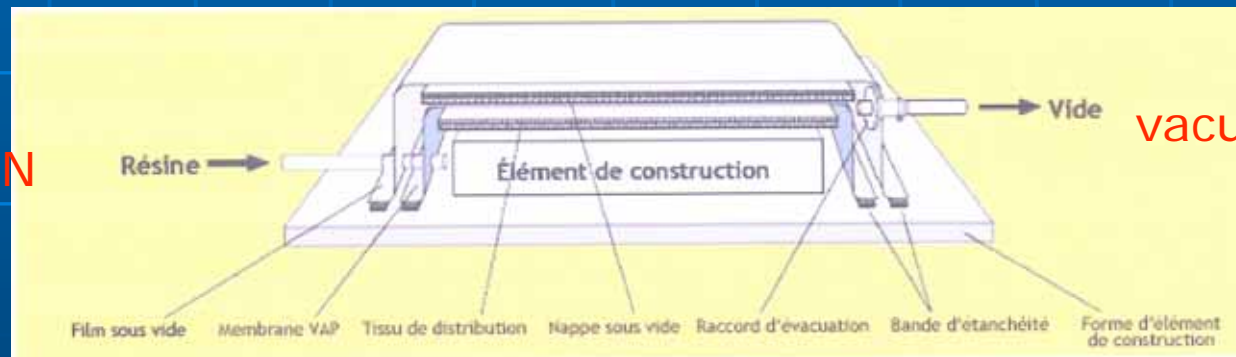 Vide
vacu
N
Résine
Élément de construction
Film sous vide
Membrane VAP
Tissu de distribution
Nappe sous vide
Raccord d'évacuation
Bande d'étanchéité
Forme d'élément
de construction